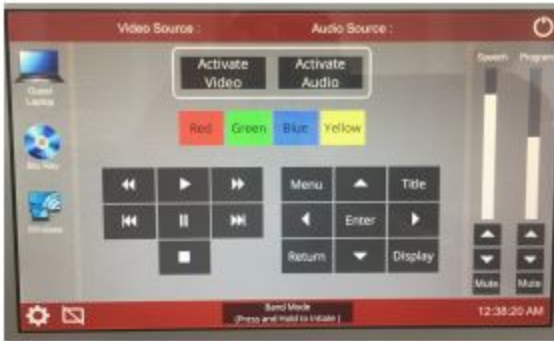 Video Source :
Audio Source :
Speech
Program
Activate
Video
Activate
Audio
Guest
Laptop
Red
Green
Blue
Yellow
Blu Ray
Menu
Title
Enter
Wireless
Return
Display
Mute
Mute
Band Mode
(Press and Hold to Initiate )
12:38:20 AM